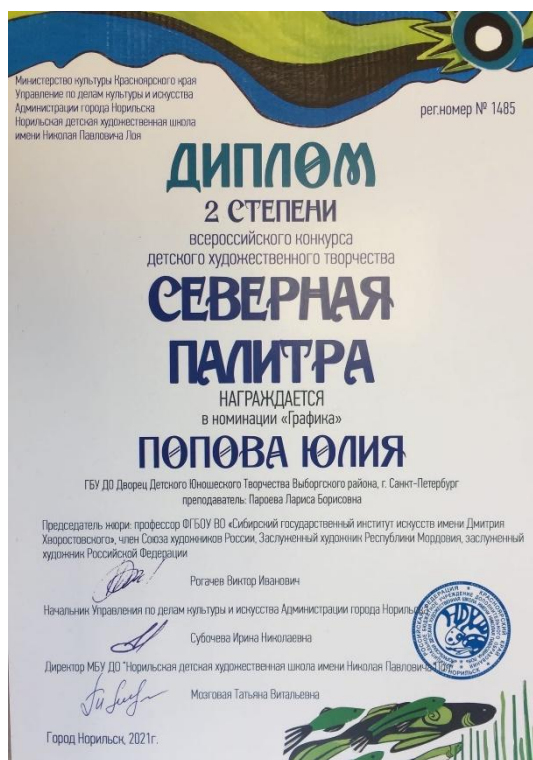 Министерство культуры Красноярского края
Управление по делам культуры и искусства
Администрации города Норильска
Норильская детская художественная школа
имени Николая Павловича Лоя
рег.номер № 1485
ДИПЛОМ
2 СТЕПЕНИ
всероссийского конкурса
детского художественного творчества
СЕВЕРНАЯ
ПАЛИТРА
НАГРАЖДАЕТСЯ
в номинации «Графика»
ПОПОВА ЮЛИЯ
ГБУ ДО Дворец Детского Юношеского Творчества Выборгского района, г. Санкт-Петербург
преподаватель: Пароева Лариса Борисовна
Председатель жюри: профессор ФГБОУ ВО «Сибирский государственный институт искусств имени Дмитрия
Хворостовского», член Союза художников России, Заслуженный художник Республики Мордовия, заслуженный
художник Российской Федерации
Рогачев Виктор Иванович
Начальник Управления по делам культуры и искусства Администрации города Норильска
Субочева Ирина Николаевна
Директор МБУ ДО "Норильская детская художественная школа имени Николая Павловича Лоя"
Мозговая Татьяна Витальевна
Город Норильск, 2021г.